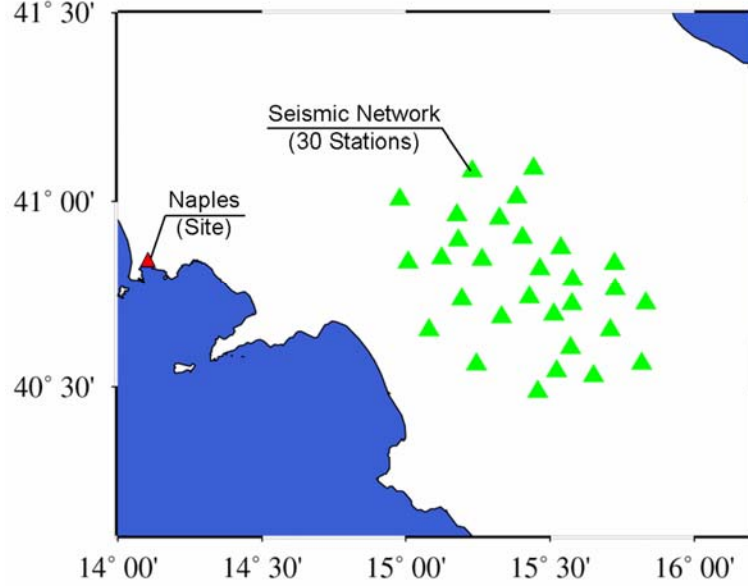 41° 30'
Seismic Network
(30 Stations)
41° 00'
Naples
(Site)
40° 30'
14° 00' 14° 30' 15° 00' 15° 30' 16° 00'